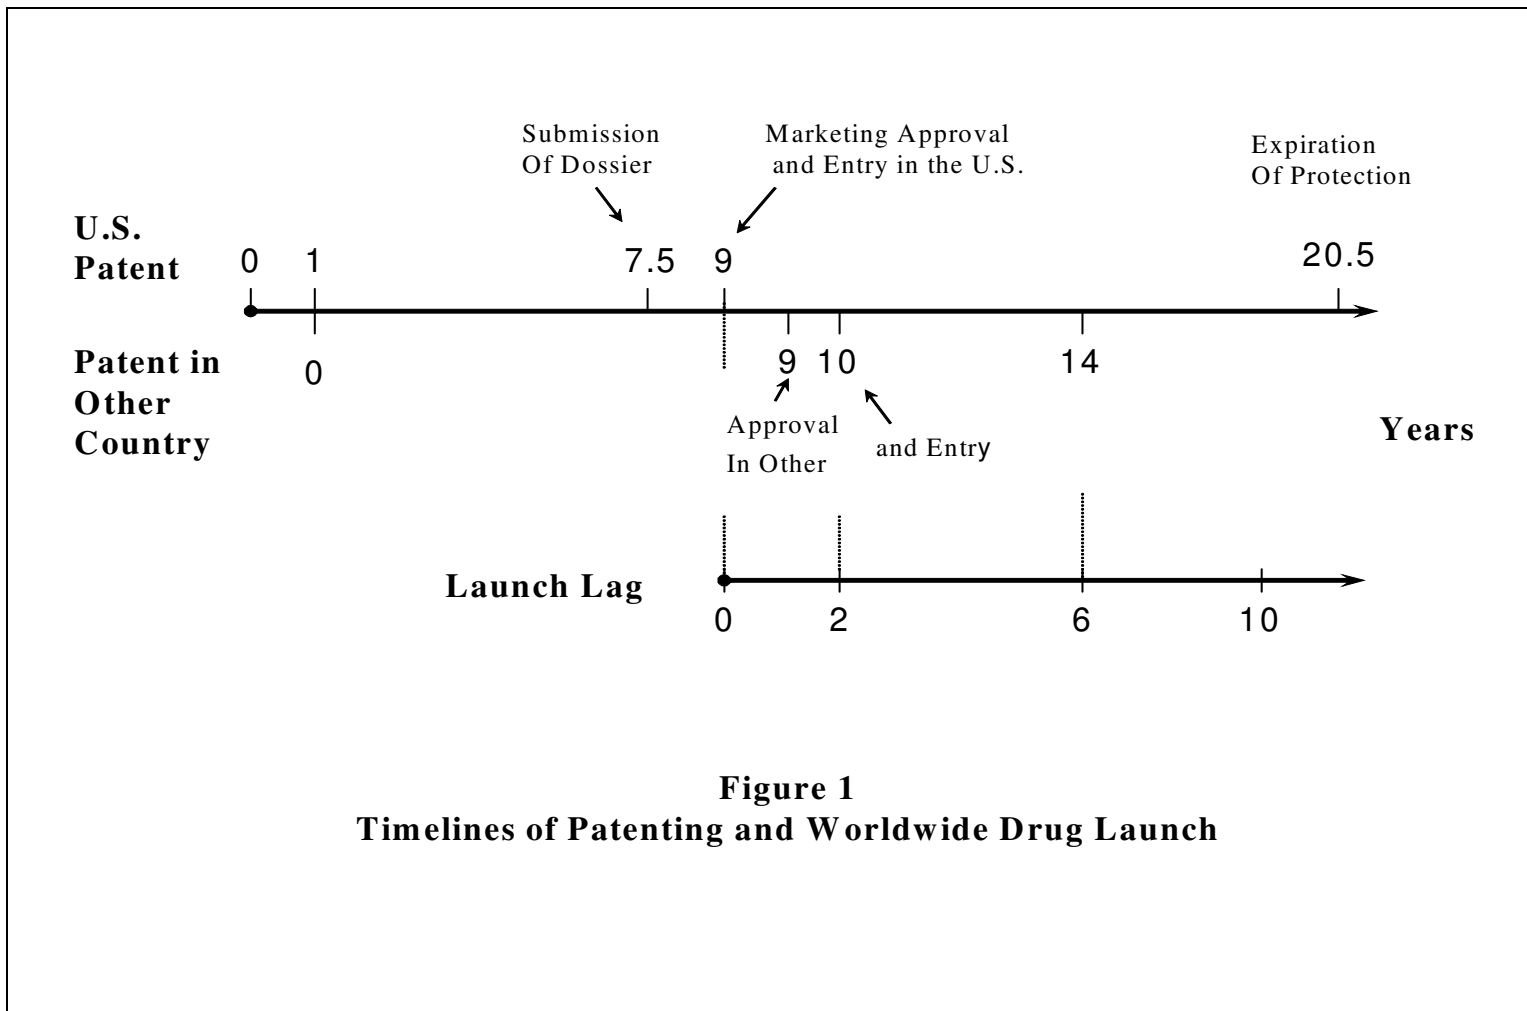 Submission
Of Dossier
Marketing Approval
and Entry in the U.S.
Expiration
Of Protection
U.S.
Patent
0 1 7.5 9 20.5
Patent in
Other
Country
0 9 10 14
Approval
In Other
and Entry
Years
Launch Lag
0 2 6 10
Figure 1
Timelines of Patenting and Worldwide Drug Launch